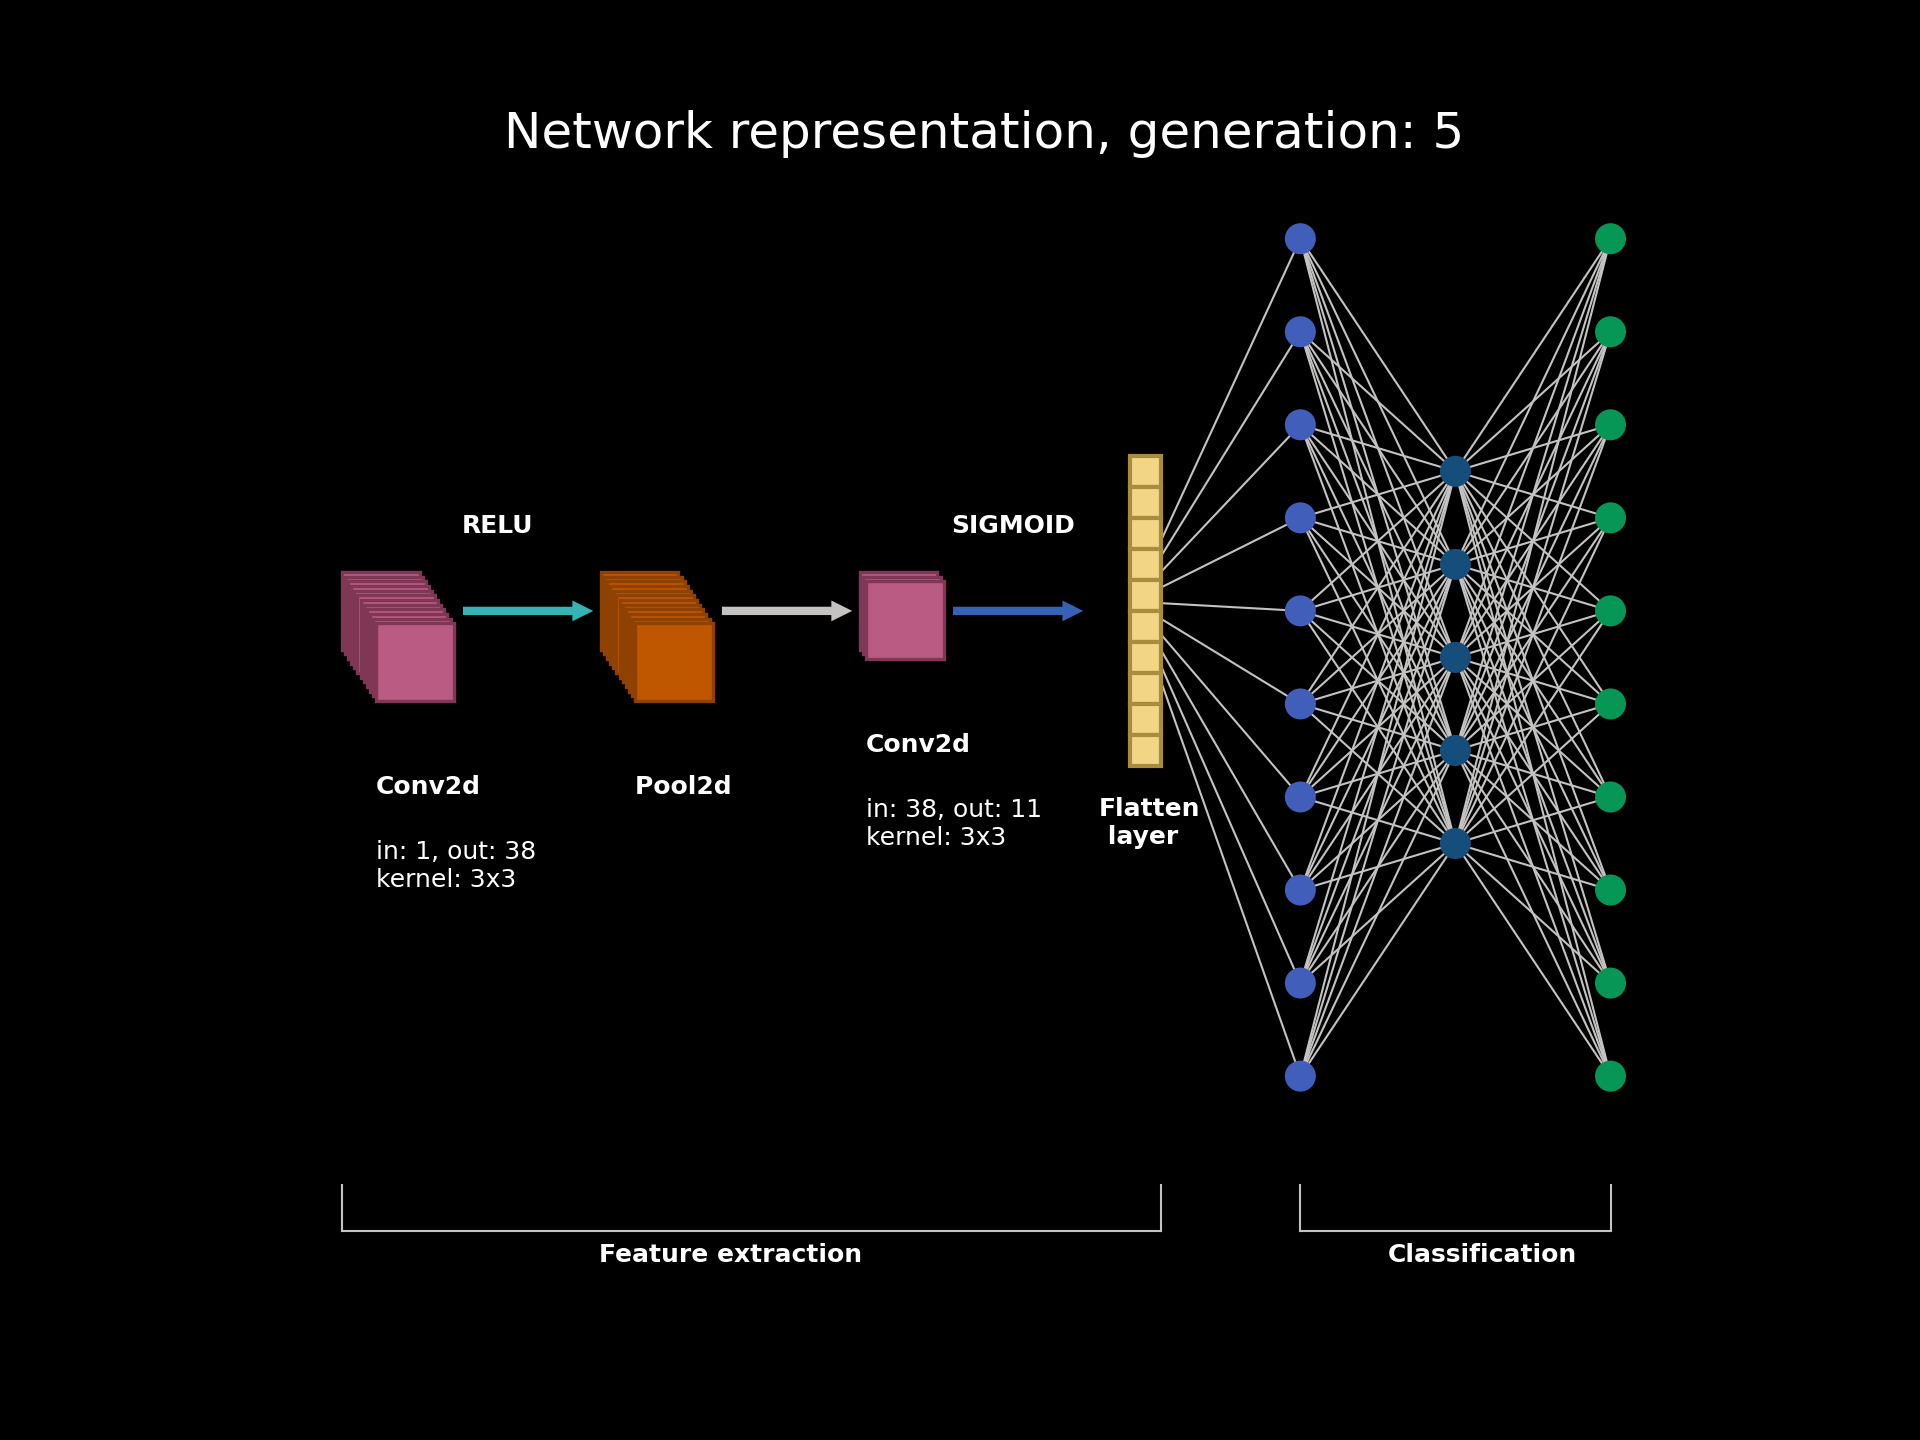 Network representation, generation: 5
RELU
SIGMOID
Conv2d
in: 1, out: 38
kernel: 3x3
Pool2d
Conv2d
in: 38, out: 11
kernel: 3x3
Flatten
layer
Feature extraction
Classification